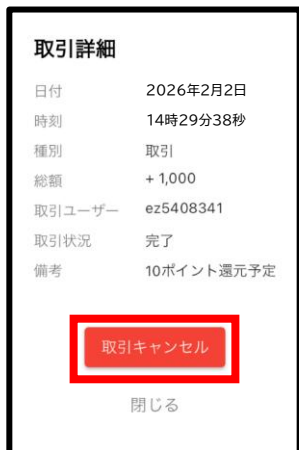 取引詳細
日付 2026年2月2日
時刻 14時29分38秒
種別 取引
総額 + 1,000
取引ユーザー ez5408341
取引状況 完了
備考 10ポイント還元予定
取引キャンセル
閉じる